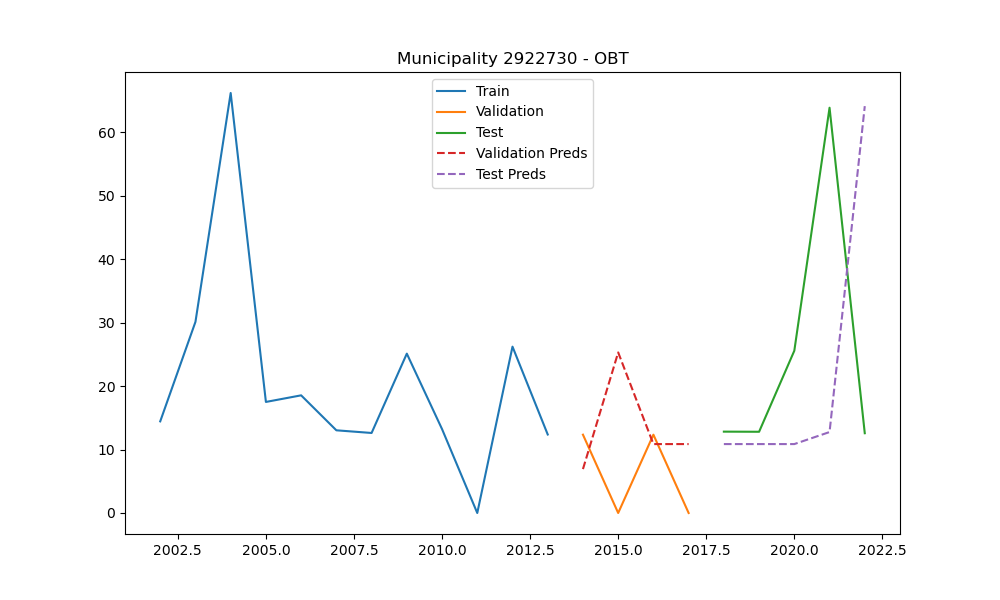 Municipality 2922730 - OBT
Train
Validation
Test
Validation Preds
Test Preds
60
50
40
30
20
10
0
2002.5 2005.0 2007.5 2010.0 2012.5 2015.0 2017.5 2020.0 2022.5